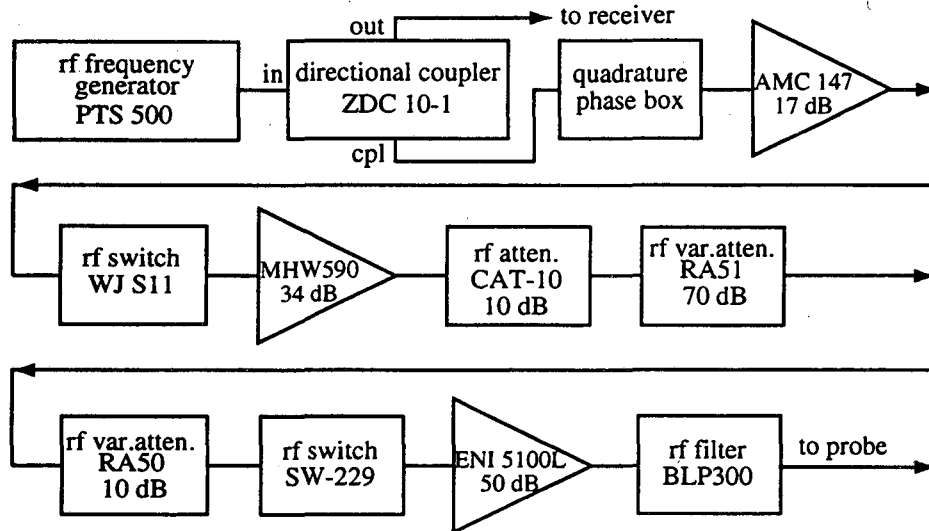 out
to receiver
rf frequency
generator
PTS 500
in
directional coupler
ZDC 10-1
cpl
quadrature
phase box
AMC 147
17 dB
rf switch
WJ S11
MHW590
34 dB
rf atten.
CAT-10
10 dB
rf var.atten.
RA51
70 dB
rf var.atten.
RA50
10 dB
rf switch
SW-229
ENI 5100L
50 dB
rf filter
BLP300
to probe